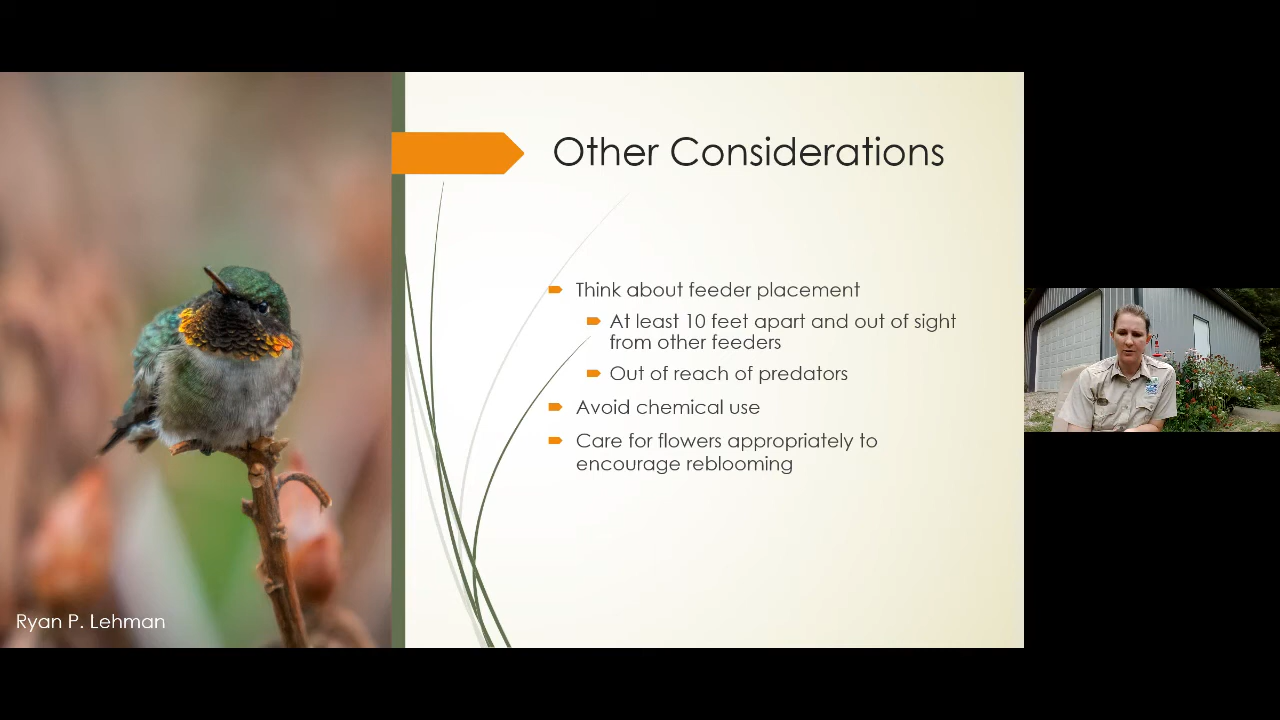 Other Considerations
Think about feeder placement
At least 10 feet apart and out of sight
from other feeders
Out of reach of predators
Avoid chemical use
Care for flowers appropriately to
encourage reblooming
Ryan P. Lehman